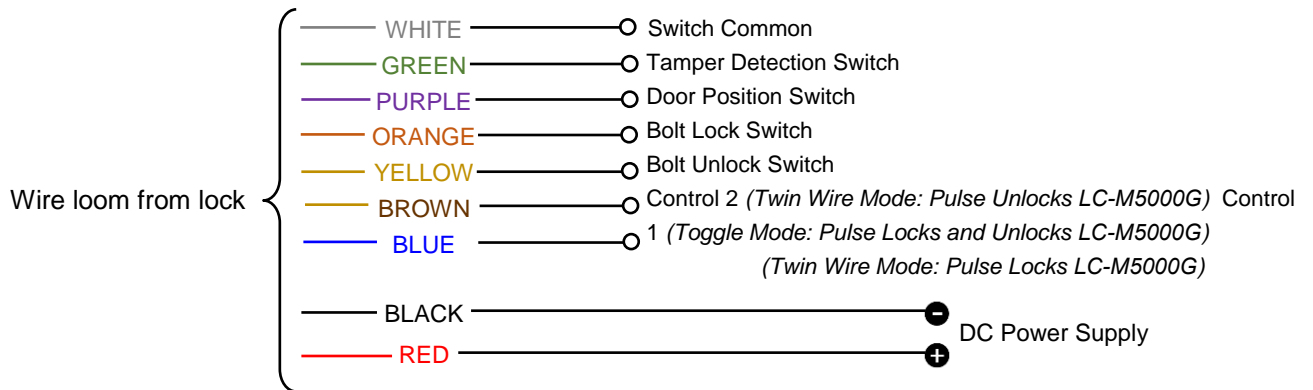 WHITE Switch Common
GREEN Tamper Detection Switch
PURPLE Door Position Switch
ORANGE Bolt Lock Switch
YELLOW Bolt Unlock Switch
Wire loom from lock
BROWN Control 2 (Twin Wire Mode: Pulse Unlocks LC-M5000G) Control
BLUE 1 (Toggle Mode: Pulse Locks and Unlocks LC-M5000G)
(Twin Wire Mode: Pulse Locks LC-M5000G)
BLACK -
DC Power Supply
RED +